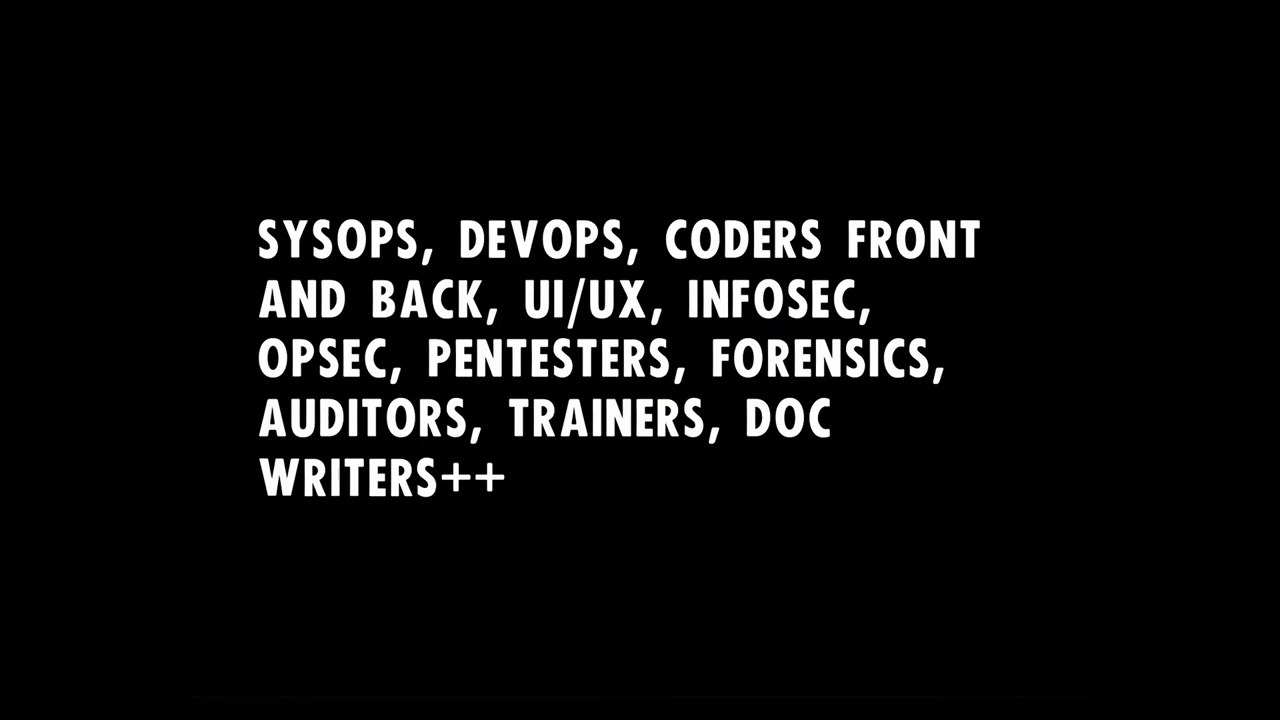 SYSOPS, DEVOPS, CODERS FRONT
AND BACK, UI/UX, INFOSEC,
OPSEC, PENTESTERS, FORENSICS,
AUDITORS, TRAINERS, DOC
WRITERS++